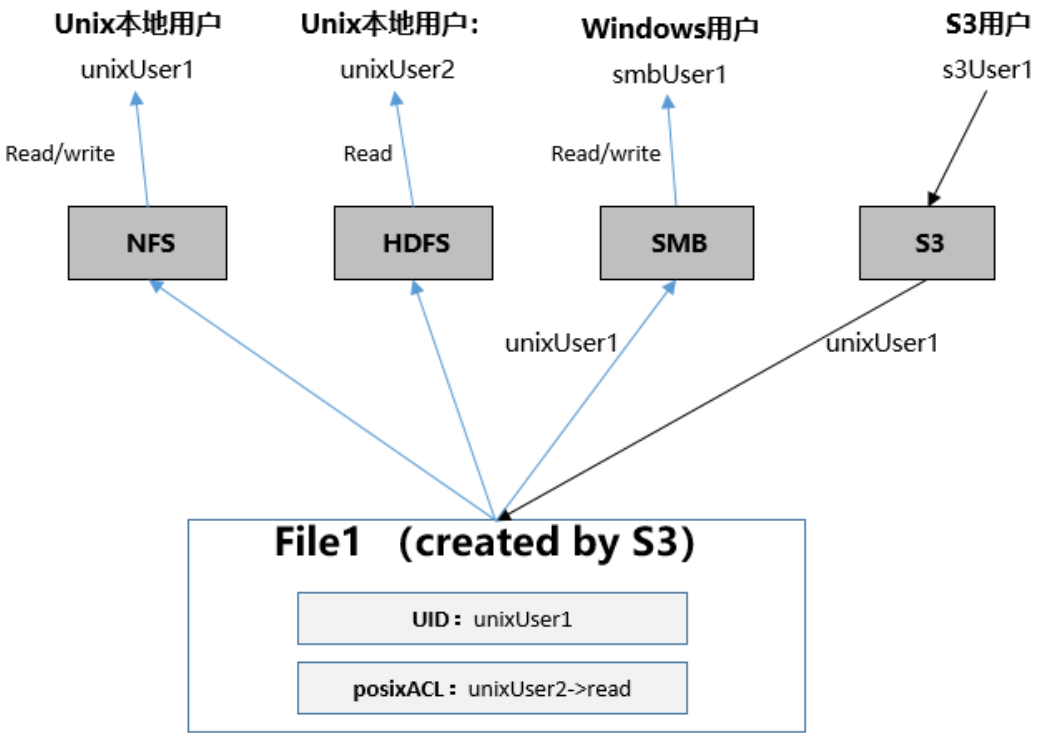 Unix本地用户
Unix本地用户：
Windows用户
S3用户
unixUser1
unixUser2
smbUser1
s3User1
Read/write
Read
Read/write
NFS
HDFS
SMB
S3
unixUser1
unixUser1
File1 （created by S3）
UID：unixUser1
posixACL：unixUser2->read